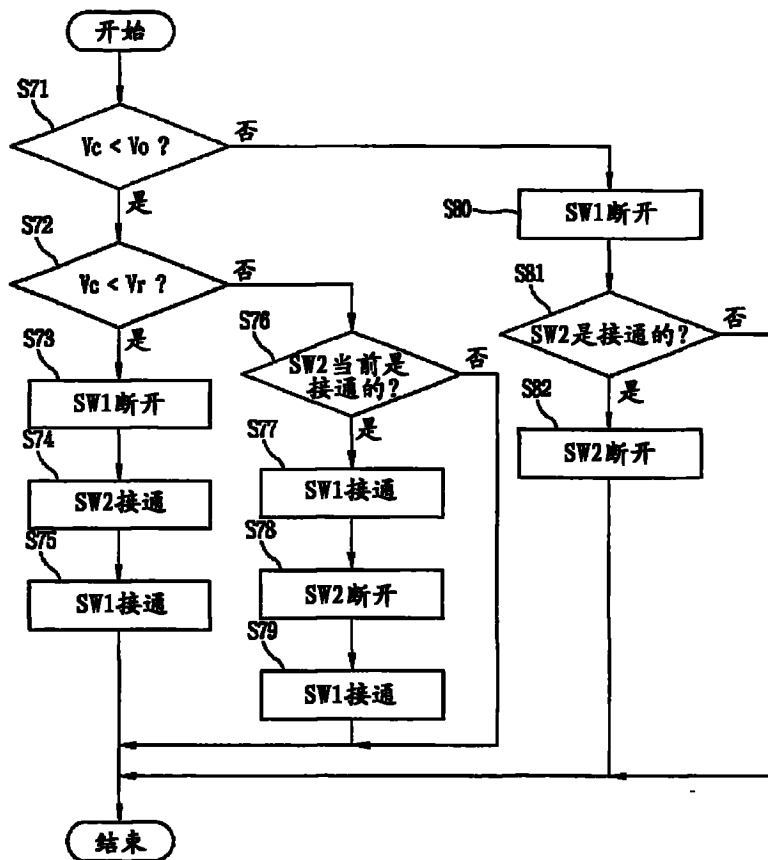 开始
S71
Vc < Vo ?
否
是
S72
Vc < Vr ?
否
是
S73
SW1断开
S74
SW2接通
S75
SW1接通
S76
SW2当前是
接通的?
否
是
S77
SW1接通
S78
SW2断开
S79
SW1接通
S80
SW1断开
S81
SW2是接通的?
否
是
S82
SW2断开
结束